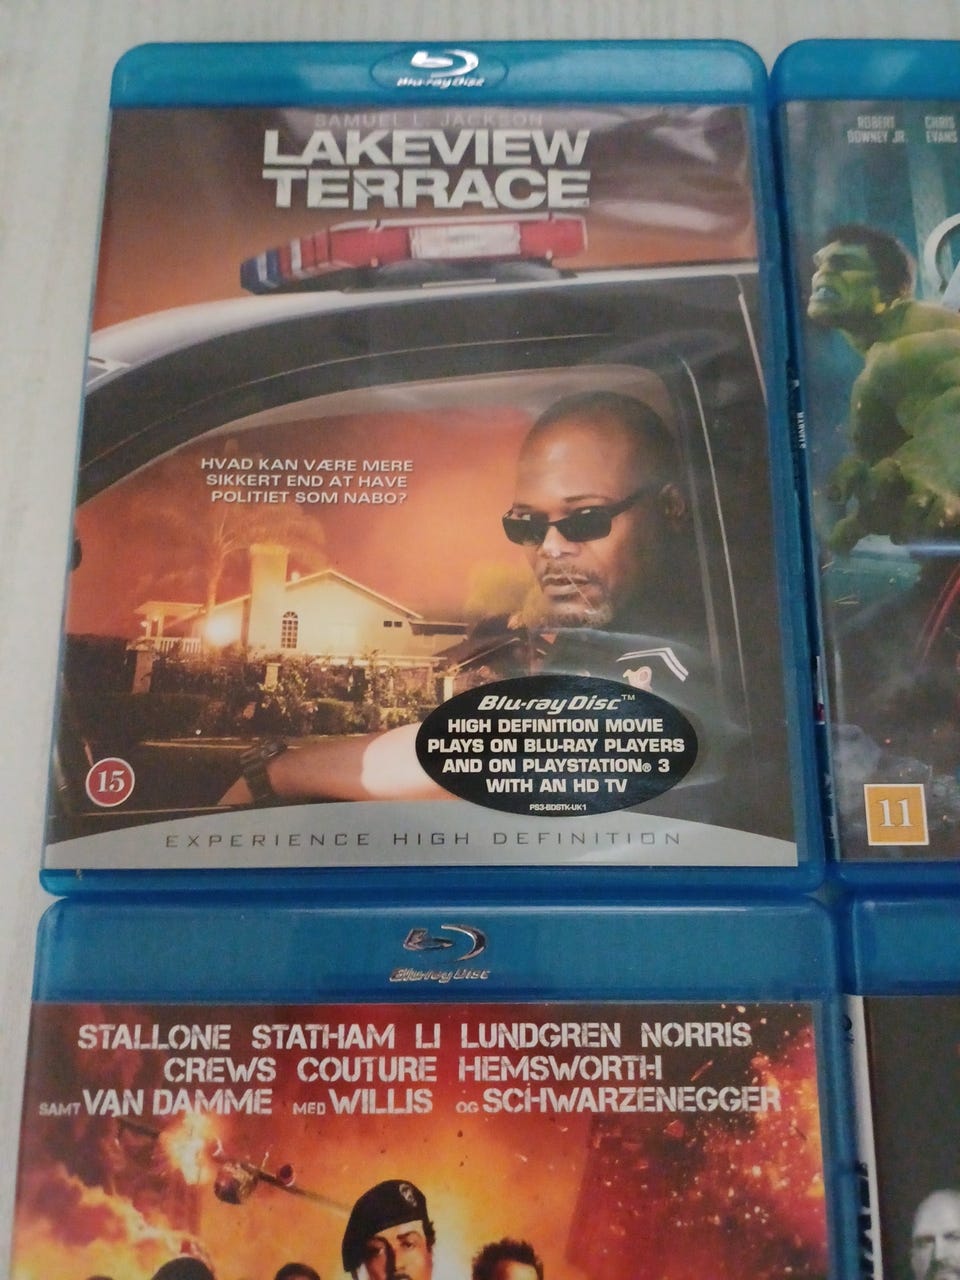 Blu-ray Disc
SAMUEL L. JACKSON
LAKEVIEW
TERRACE
HVAD KAN VÆRE MERE
SIKKERT END AT HAVE
POLITIET SOM NABO?
Blu-ray Disc™
HIGH DEFINITION MOVIE
PLAYS ON BLU-RAY PLAYERS
AND ON PLAYSTATION® 3
WITH AN HD TV
PS3-BDSTK-UK1
15
EXPERIENCE HIGH DEFINITION
ROBERT
DOWNEY JR.
CHRIS
EVANS
11
Blu-ray Disc
STALLONE STATHAM LI LUNDGREN NORRIS
CREWS COUTURE HEMSWORTH
SAMT VAN DAMME MED WILLIS OG SCHWARZENEGGER